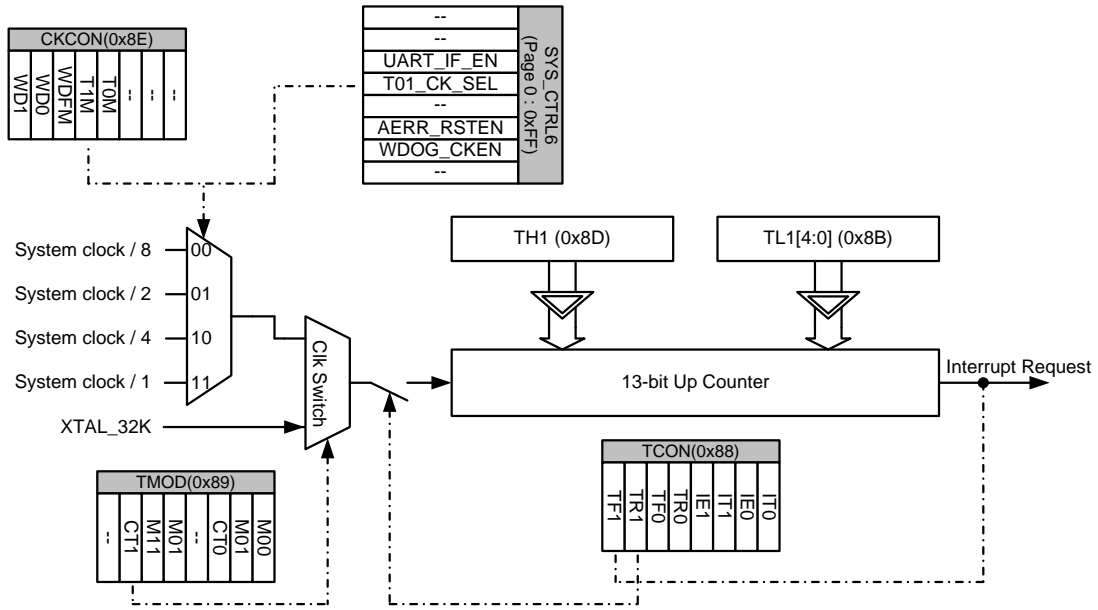 CKCON(0x8E)
WD1
WD0
WDFM
T1M
T0M
--
--
--
--
--
UART_IF_EN
T01_CK_SEL
--
AERR_RSTEN
WDOG_CKEN
--
SYS_CTRL6
(Page 0 : 0xFF)
System clock / 8
00
System clock / 2
01
System clock / 4
10
System clock / 1
11
XTAL_32K
Clk Switch
TH1 (0x8D)
TL1[4:0] (0x8B)
13-bit Up Counter
Interrupt Request
TMOD(0x89)
--
CT1
M11
M01
--
CT0
M01
M00
TCON(0x88)
TF1
TR1
TF0
TR0
IE1
IT1
IE0
IT0